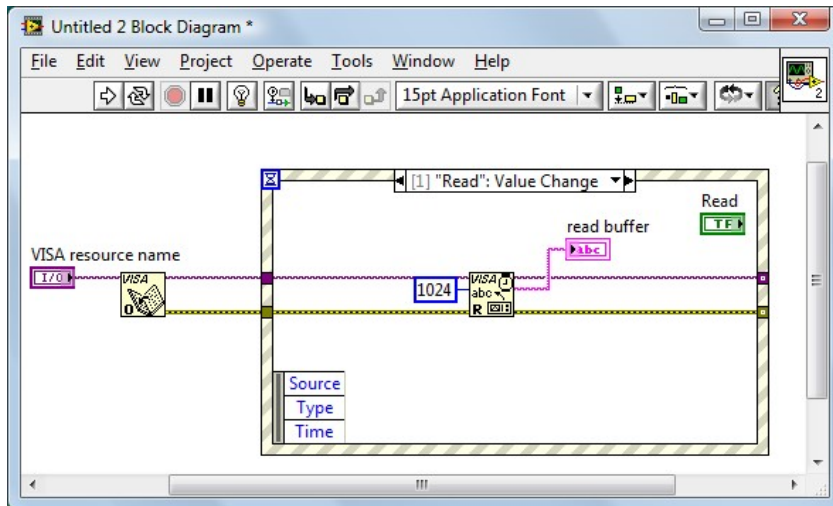 Untitled 2 Block Diagram *
File Edit View Project Operate Tools Window Help
15pt Application Font
2
[1] "Read": Value Change
Read
TF
read buffer
abc
VISA resource name
I/O
VISA
O
1024
VISA
abc
R
Source
Type
Time